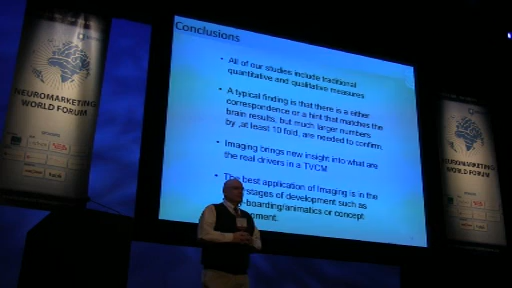 Conclusions
• All of our studies include traditional
quantitative and qualitative measures
• A typical finding is that there is a either
correspondence or a hint that matches the
brain results, but much larger numbers
by ,at least 10 fold, are needed to confirm.
• Imaging brings new insight into what are
the real drivers in a TVCM
• The best application of Imaging is in the
stages of development such as
-boarding/animatics or concept
NEUROMARKETING
WORLD FORUM
NEUROMARKETING
WORLD FORUM